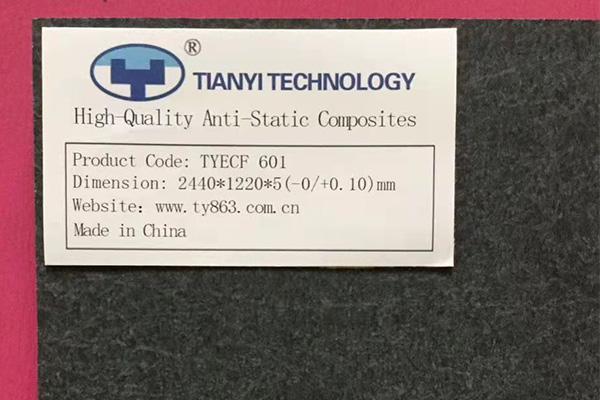 ®
TIANYI TECHNOLOGY
High-Quality Anti-Static Composites
Product Code: TYECF 601
Dimension: 2440*1220*5(-0/+0.10)mm
Website: www.ty863.com.cn
Made in China